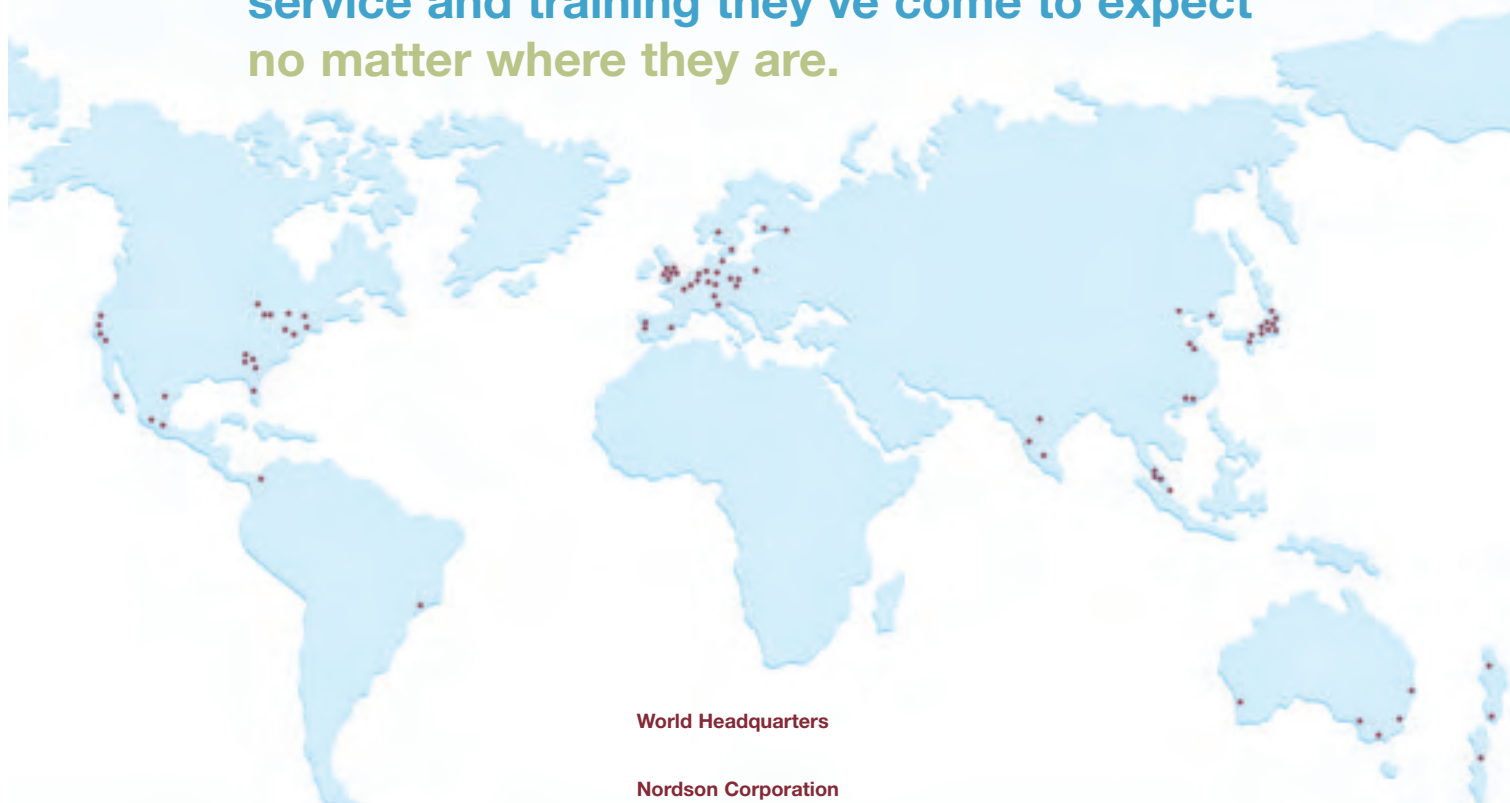 service and training they've come to expect
no matter where they are.
World Headquarters
Nordson Corporation